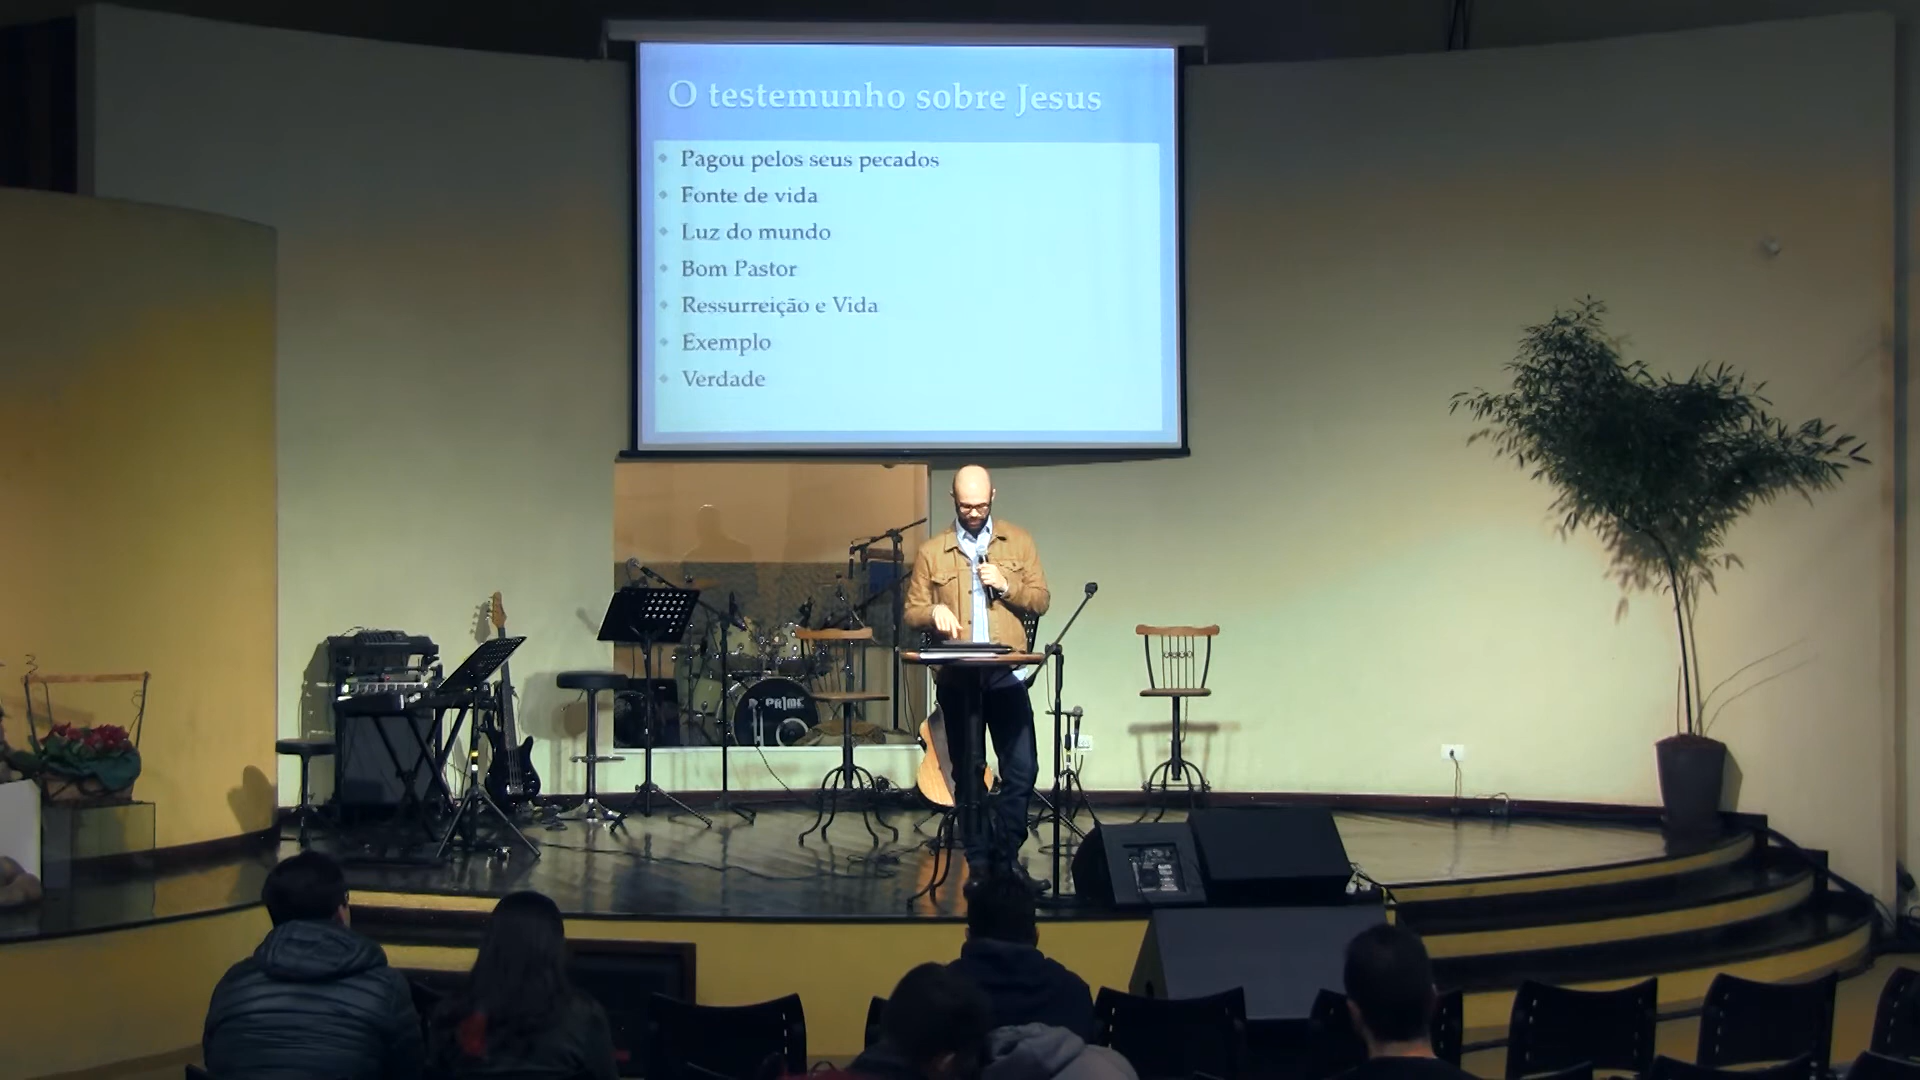 O testemunho sobre Jesus
Pagou pelos seus pecados
Fonte de vida
Luz do mundo
Bom Pastor
Ressurreição e Vida
Exemplo
Verdade